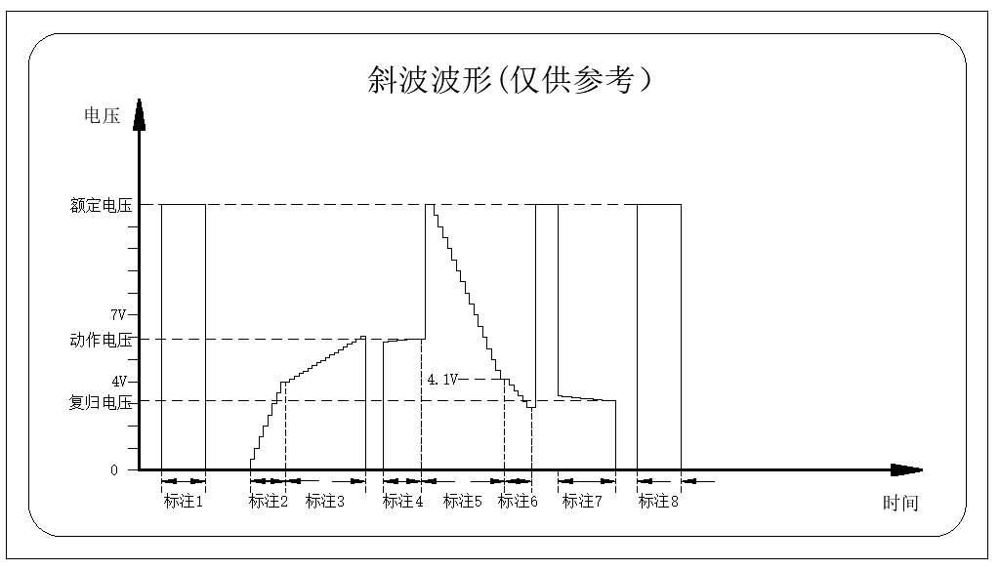 斜波波形(仅供参考)
电压
额定电压
7V
动作电压
4V
4.1V
复归电压
0
标注1
标注2
标注3
标注4
标注5
标注6
标注7
标注8
时间